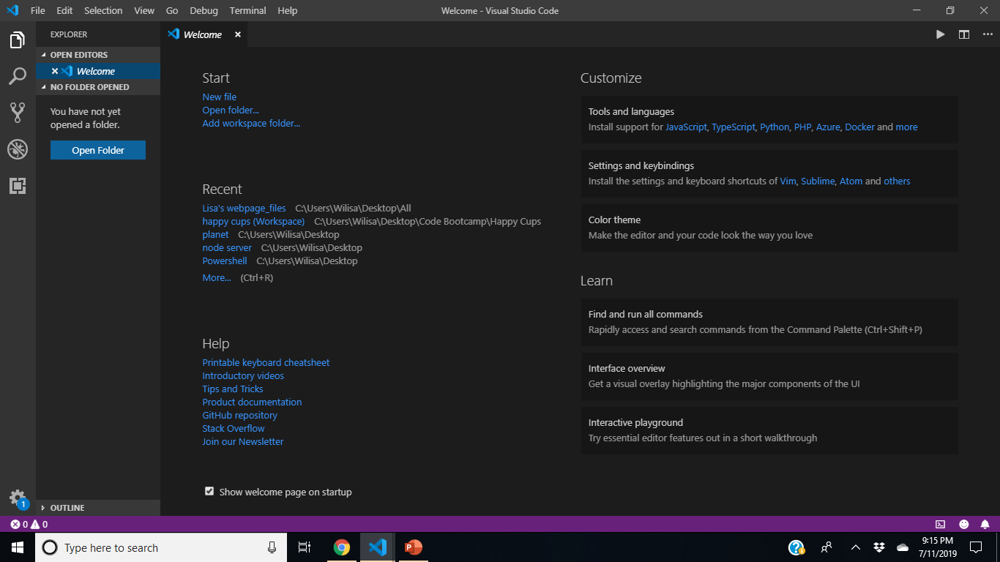 File Edit Selection View Go Debug Terminal Help Welcome - Visual Studio Code
EXPLORER
OPEN EDITORS
Welcome
NO FOLDER OPENED
You have not yet
opened a folder.
Open Folder
OUTLINE
Welcome
Start
New file
Open folder...
Add workspace folder...
Recent
Lisa's webpage_files C:\Users\Wilisa\Desktop\All
happy cups (Workspace) C:\Users\Wilisa\Desktop\Code Bootcamp\Happy Cups
planet C:\Users\Wilisa\Desktop
node server C:\Users\Wilisa\Desktop
Powershell C:\Users\Wilisa\Desktop
More... (Ctrl+R)
Help
Printable keyboard cheatsheet
Introductory videos
Tips and Tricks
Product documentation
GitHub repository
Stack Overflow
Join our Newsletter
Show welcome page on startup
Customize
Tools and languages
Install support for JavaScript, TypeScript, Python, PHP, Azure, Docker and more
Settings and keybindings
Install the settings and keyboard shortcuts of Vim, Sublime, Atom and others
Color theme
Make the editor and your code look the way you love
Learn
Find and run all commands
Rapidly access and search commands from the Command Palette (Ctrl+Shift+P)
Interface overview
Get a visual overlay highlighting the major components of the UI
Interactive playground
Try essential editor features out in a short walkthrough
1
0 0
Type here to search
P
9:15 PM
7/11/2019